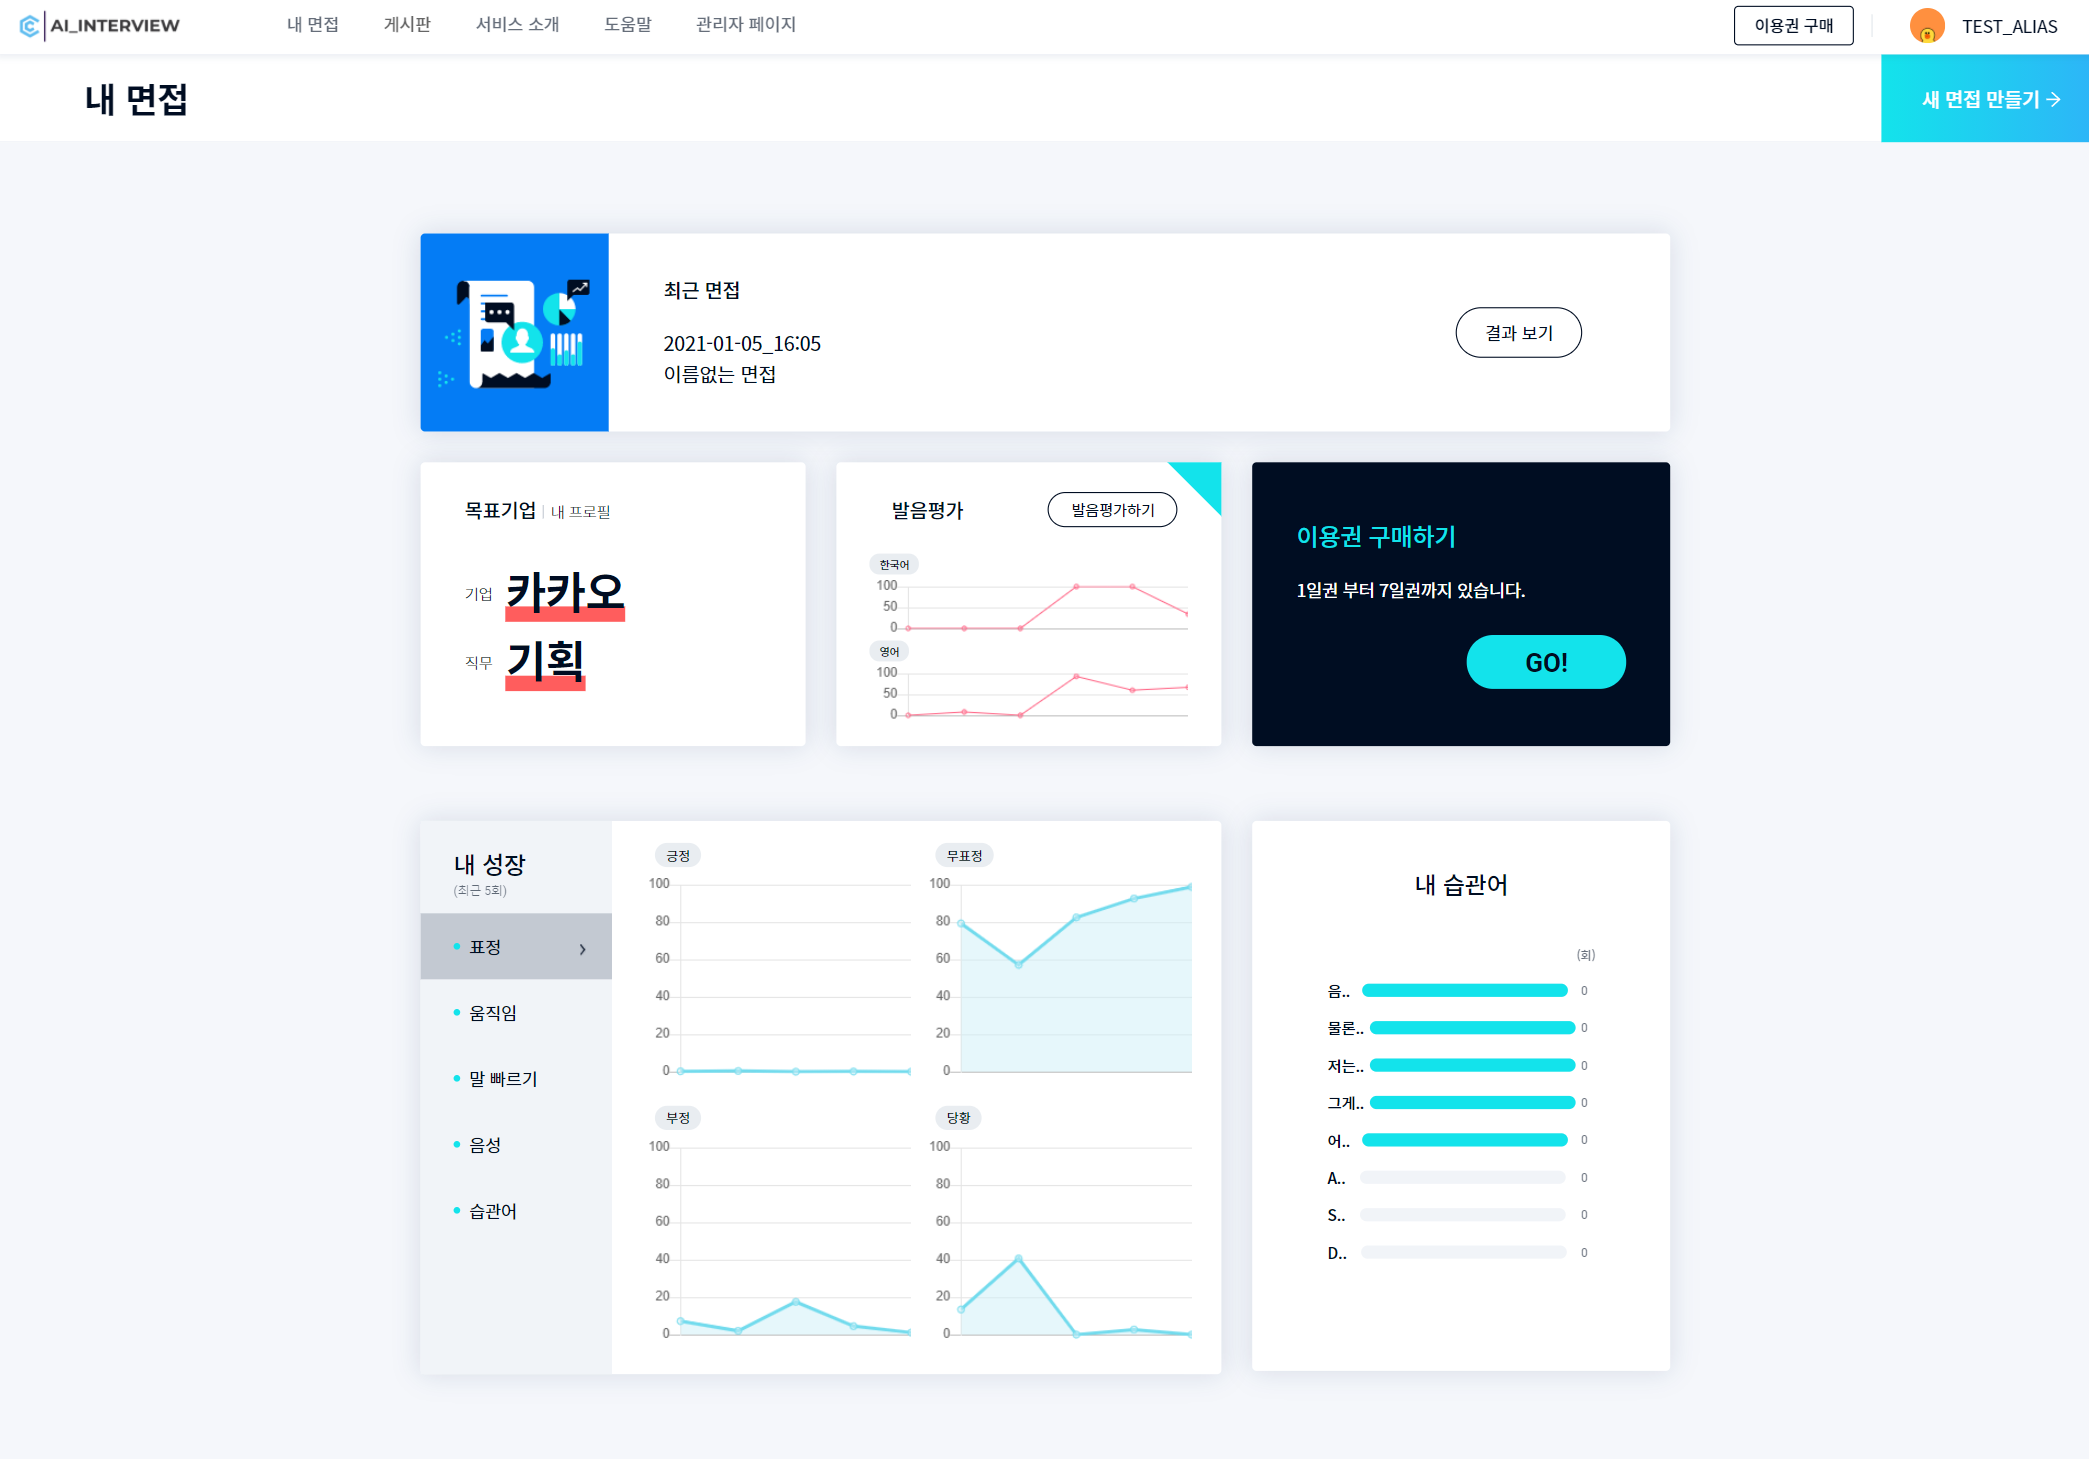 AI_INTERVIEW
내 면접
게시판
서비스 소개
도움말
관리자 페이지
이용권 구매
TEST_ALIAS
내 면접
새 면접 만들기
최근 면접
2021-01-05_16:05
이름없는 면접
결과 보기
목표기업 | 내 프로필
기업 카카오
직무 기획
발음평가
발음평가하기
한국어
100
50
0
영어
100
50
0
이용권 구매하기
1일권 부터 7일권까지 있습니다.
GO!
내 성장
(최근 5회)
표정
움직임
말 빠르기
음성
습관어
긍정
100
80
60
40
20
0
무표정
100
80
60
40
20
0
부정
100
80
60
40
20
0
당황
100
80
60
40
20
0
내 습관어
(회)
음.. 0
물론.. 0
저는.. 0
그게.. 0
어.. 0
A.. 0
S.. 0
D.. 0